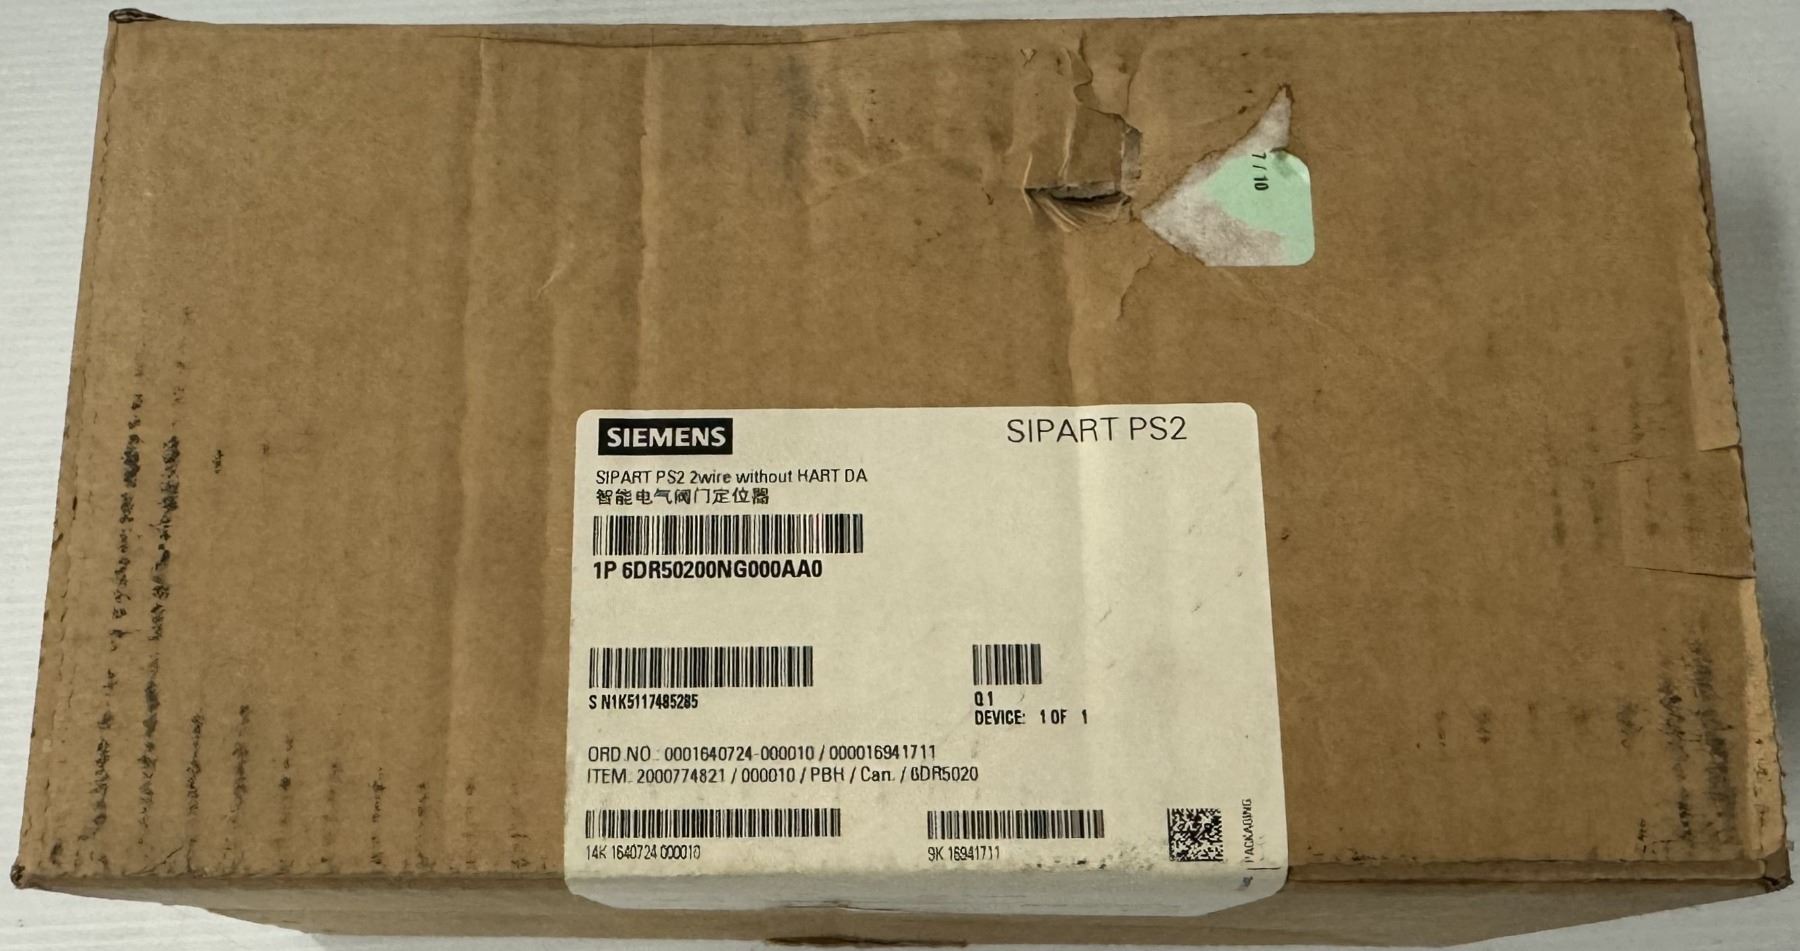 7 / 10
SIEMENS
SIPART PS2
SIPART PS2 2wire without HART DA
智能电气阀门定位器
1P 6DR50200NG000AA0
S N1K5117485285
Q 1
DEVICE: 1 OF 1
ORD.NO.: 0001640724-000010 / 000016941711
ITEM: 2000774821 / 000010 / PBH / Can. / 6DR5020
14K 1640724 000010
9K 16941711
PACKAGING